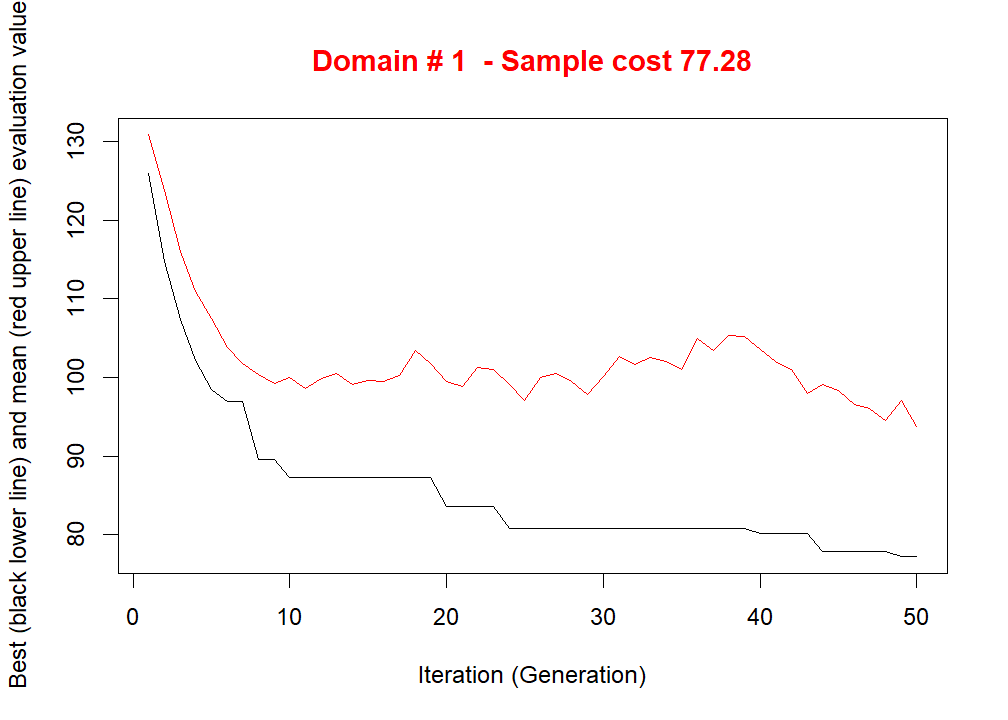 Domain # 1  - Sample cost 77.28
Best (black lower line) and mean (red upper line) evaluation value
130
120
110
100
90
80
0 10 20 30 40 50
Iteration (Generation)